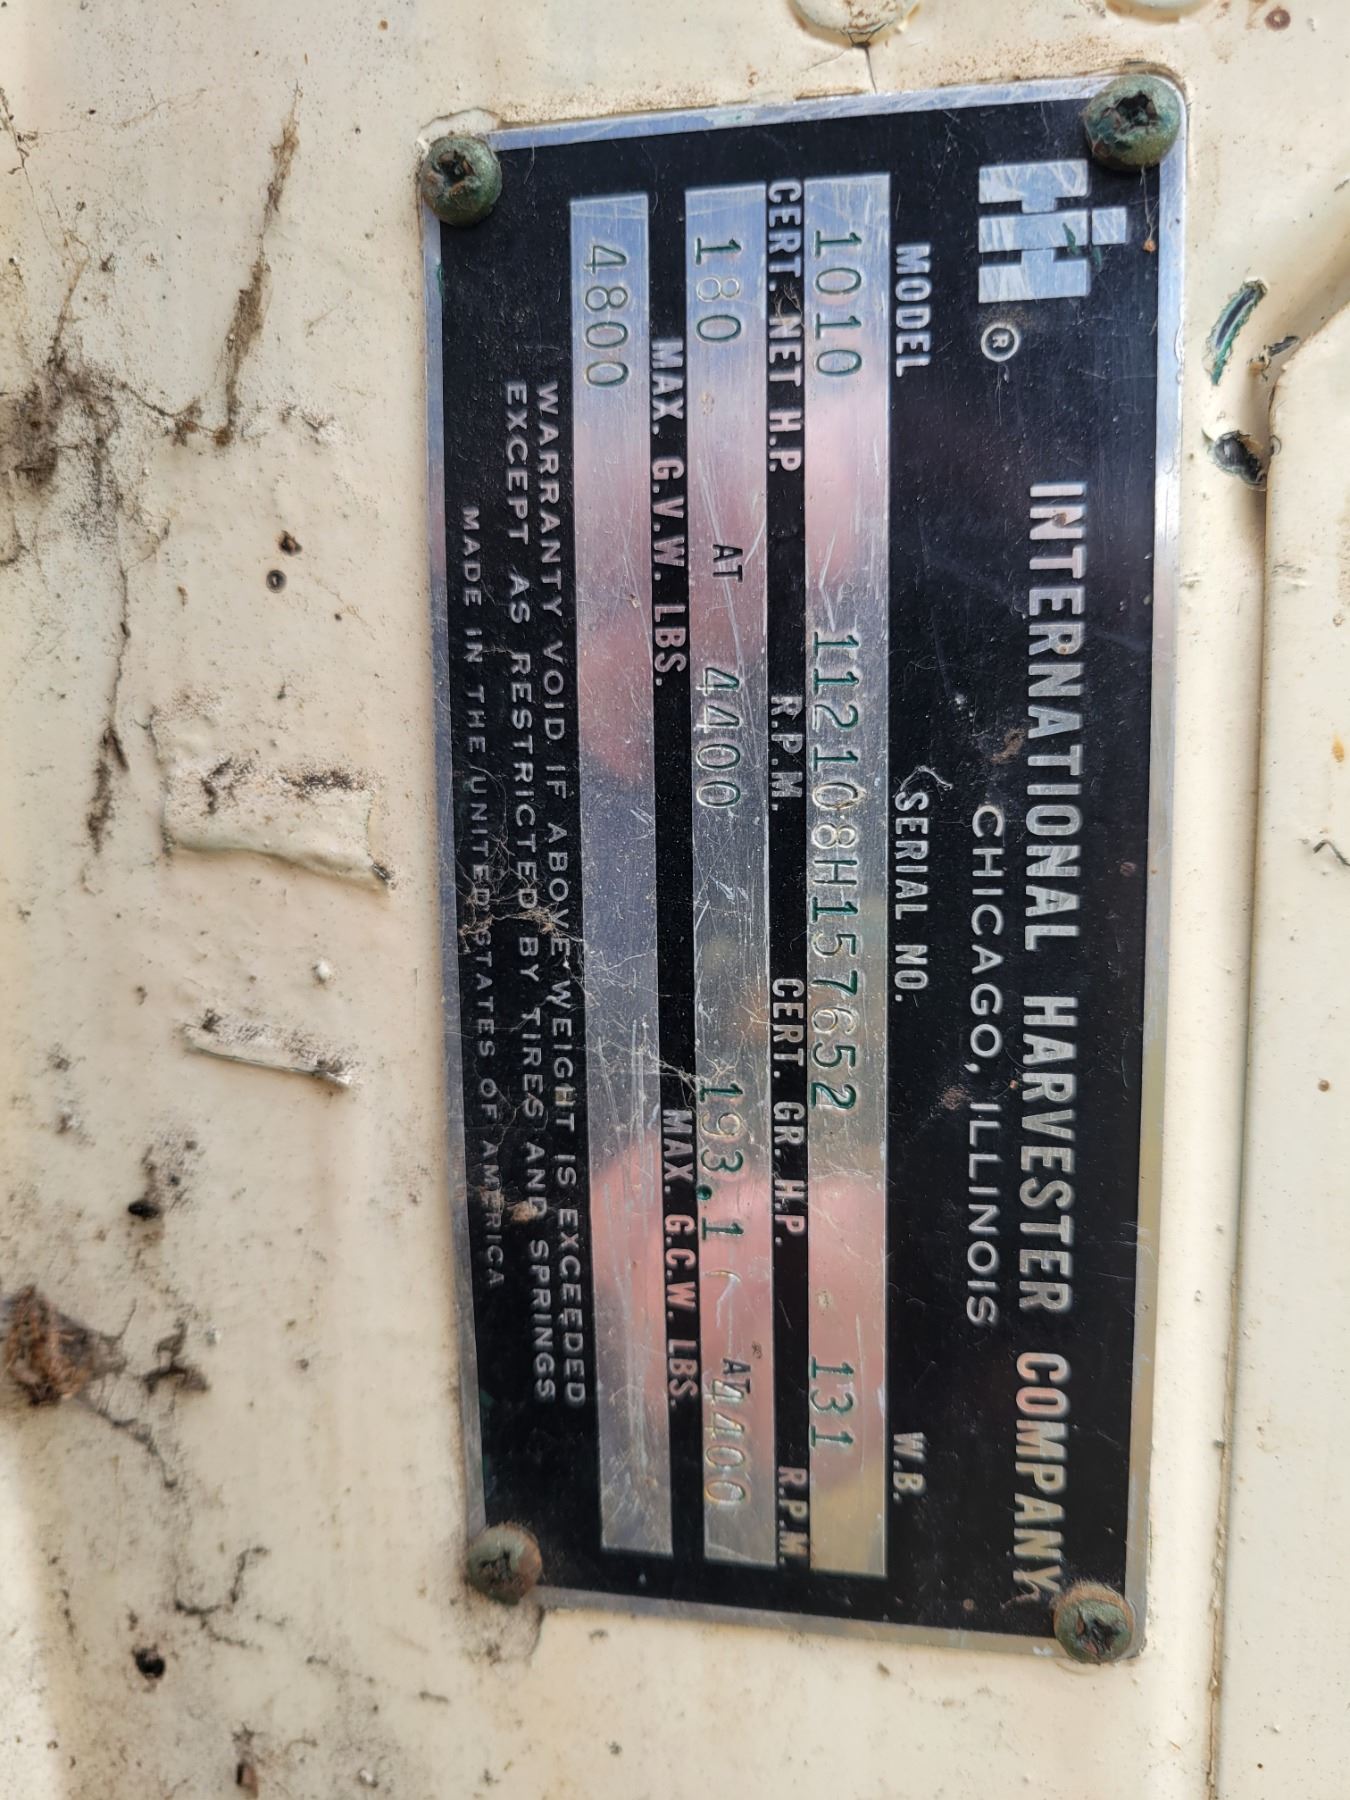 INTERNATIONAL HARVESTER COMPANY
®
CHICAGO, ILLINOIS
MODEL SERIAL NO. W.B.
1010 112108H157652 131
CERT. NET H.P. R.P.M. CERT. GR. H.P. R.P.M.
180 AT 4400 193.1 AT 4400
MAX. G.V.W. LBS. MAX. G.C.W. LBS.
4800
WARRANTY VOID IF ABOVE WEIGHT IS EXCEEDED
EXCEPT AS RESTRICTED BY TIRES AND SPRINGS
MADE IN THE UNITED STATES OF AMERICA